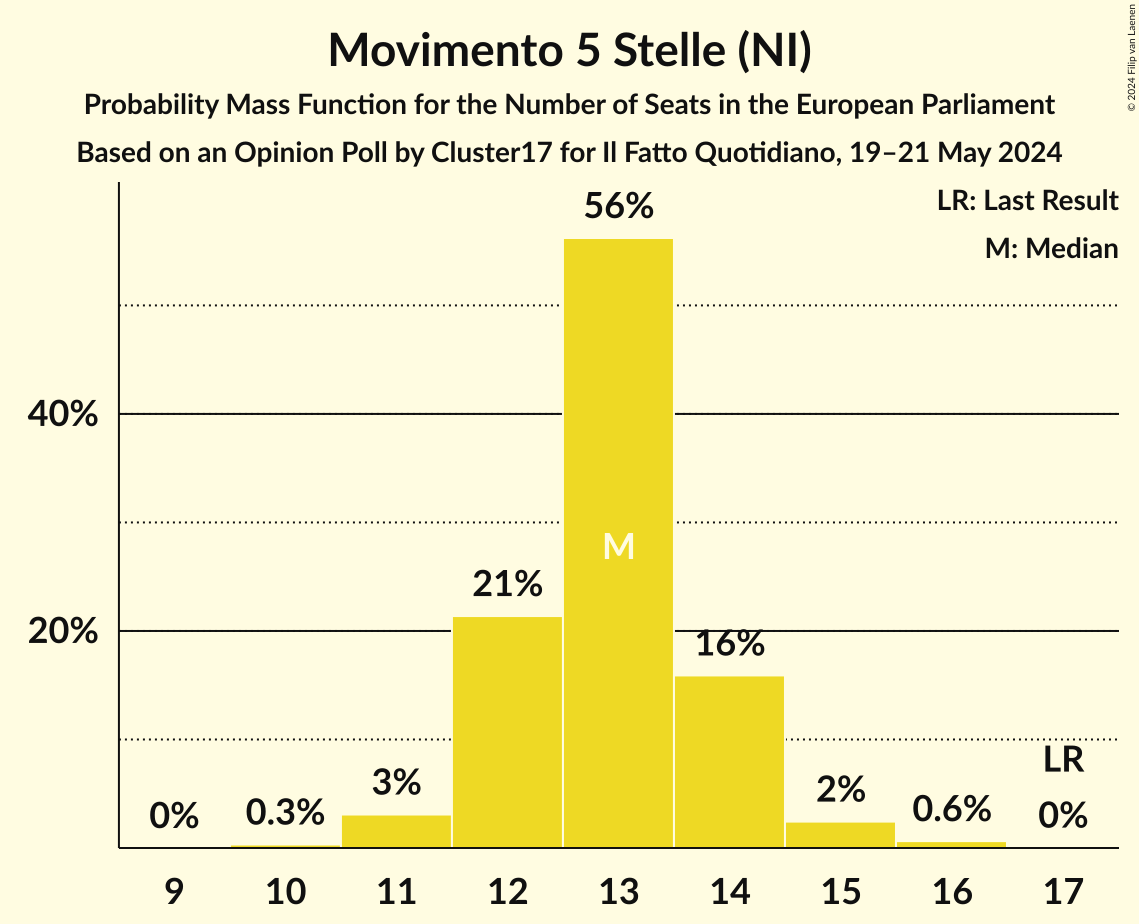 Movimento 5 Stelle (NI)
Probability Mass Function for the Number of Seats in the European Parliament
Based on an Opinion Poll by Cluster17 for Il Fatto Quotidiano, 19–21 May 2024
© 2024 Filip van Laenen
LR: Last Result
M: Median
56%
40%
M
21%
20%
16%
LR
3%
2%
0%
0.3%
0.6%
0%
9 10 11 12 13 14 15 16 17